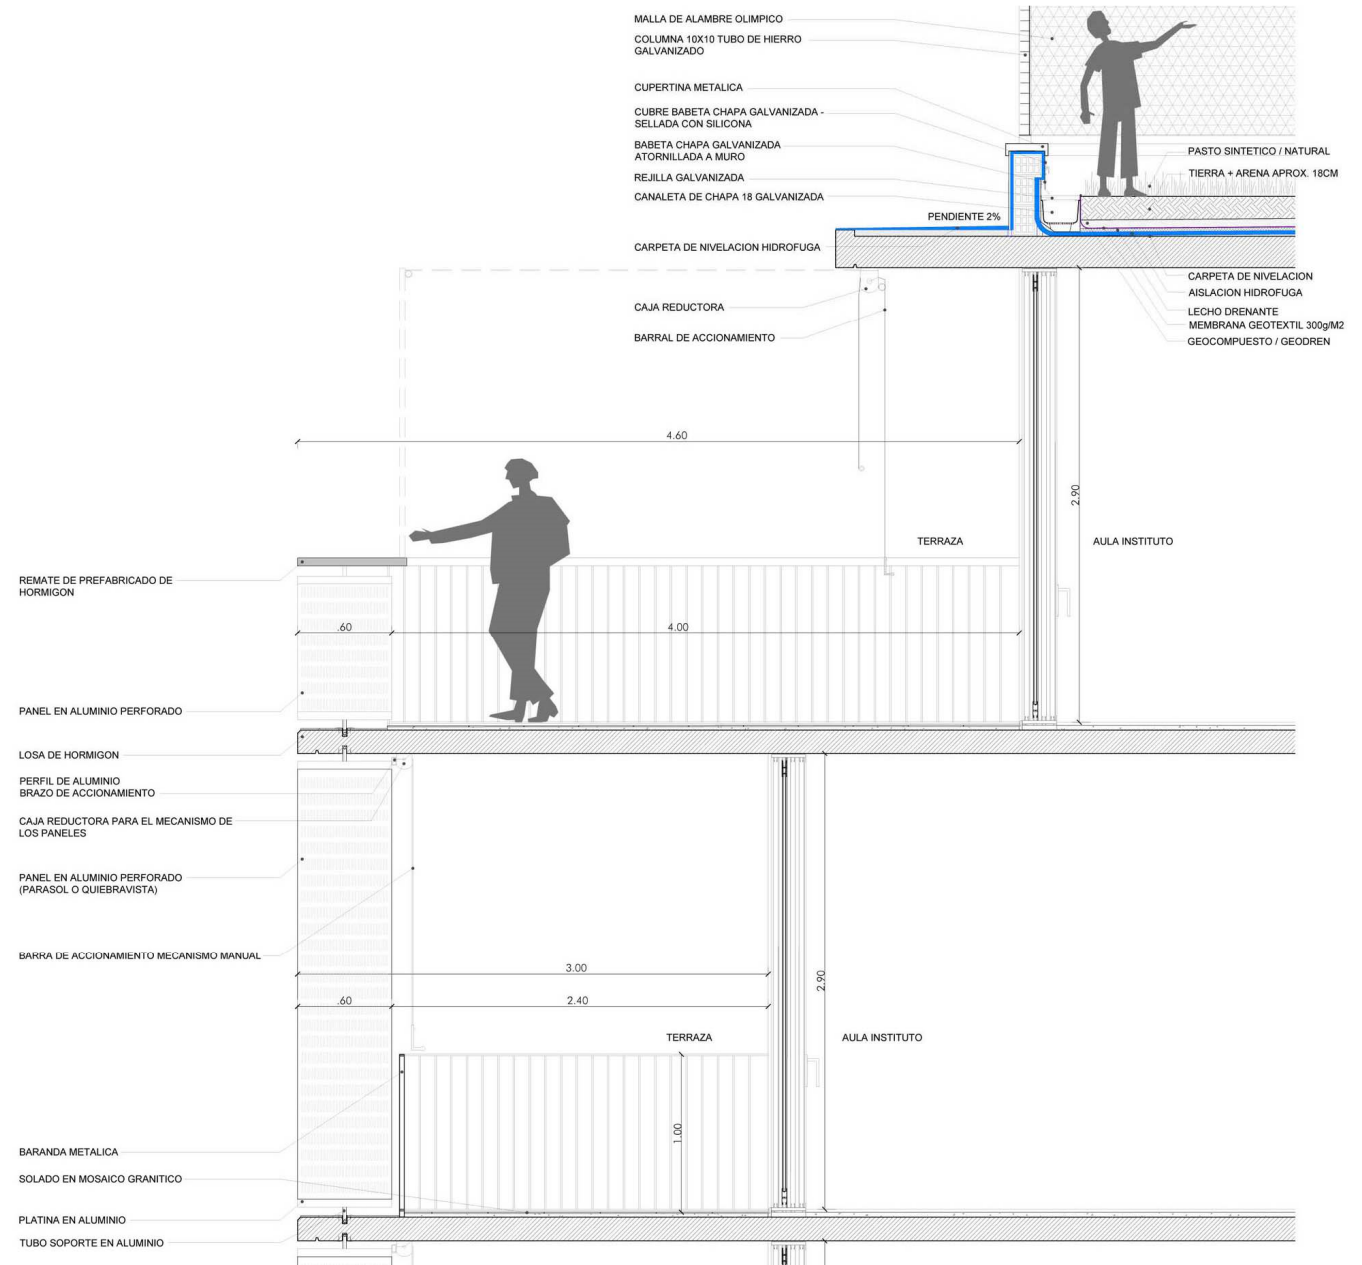 MALLA DE ALAMBRE OLIMPICO
COLUMNA 10X10 TUBO DE HIERRO
GALVANIZADO
CUPERTINA METALICA
CUBRE BABETA CHAPA GALVANIZADA -
SELLADA CON SILICONA
BABETA CHAPA GALVANIZADA
ATORNILLADA A MURO
REJILLA GALVANIZADA
CANALETA DE CHAPA 18 GALVANIZADA
PENDIENTE 2%
CARPETA DE NIVELACION HIDROFUGA
PASTO SINTETICO / NATURAL
TIERRA + ARENA APROX. 18CM
CARPETA DE NIVELACION
AISLACION HIDROFUGA
LECHO DRENANTE
MEMBRANA GEOTEXTIL 300g/M2
GEOCOMPUESTO / GEODREN
CAJA REDUCTORA
BARRAL DE ACCIONAMIENTO
4.60
2.90
TERRAZA
AULA INSTITUTO
REMATE DE PREFABRICADO DE
HORMIGON
.60
4.00
PANEL EN ALUMINIO PERFORADO
LOSA DE HORMIGON
PERFIL DE ALUMINIO
BRAZO DE ACCIONAMIENTO
CAJA REDUCTORA PARA EL MECANISMO DE
LOS PANELES
PANEL EN ALUMINIO PERFORADO
(PARASOL O QUIEBRAVISTA)
BARRA DE ACCIONAMIENTO MECANISMO MANUAL
3.00
2.90
.60
2.40
TERRAZA
AULA INSTITUTO
1.00
BARANDA METALICA
SOLADO EN MOSAICO GRANITICO
PLATINA EN ALUMINIO
TUBO SOPORTE EN ALUMINIO